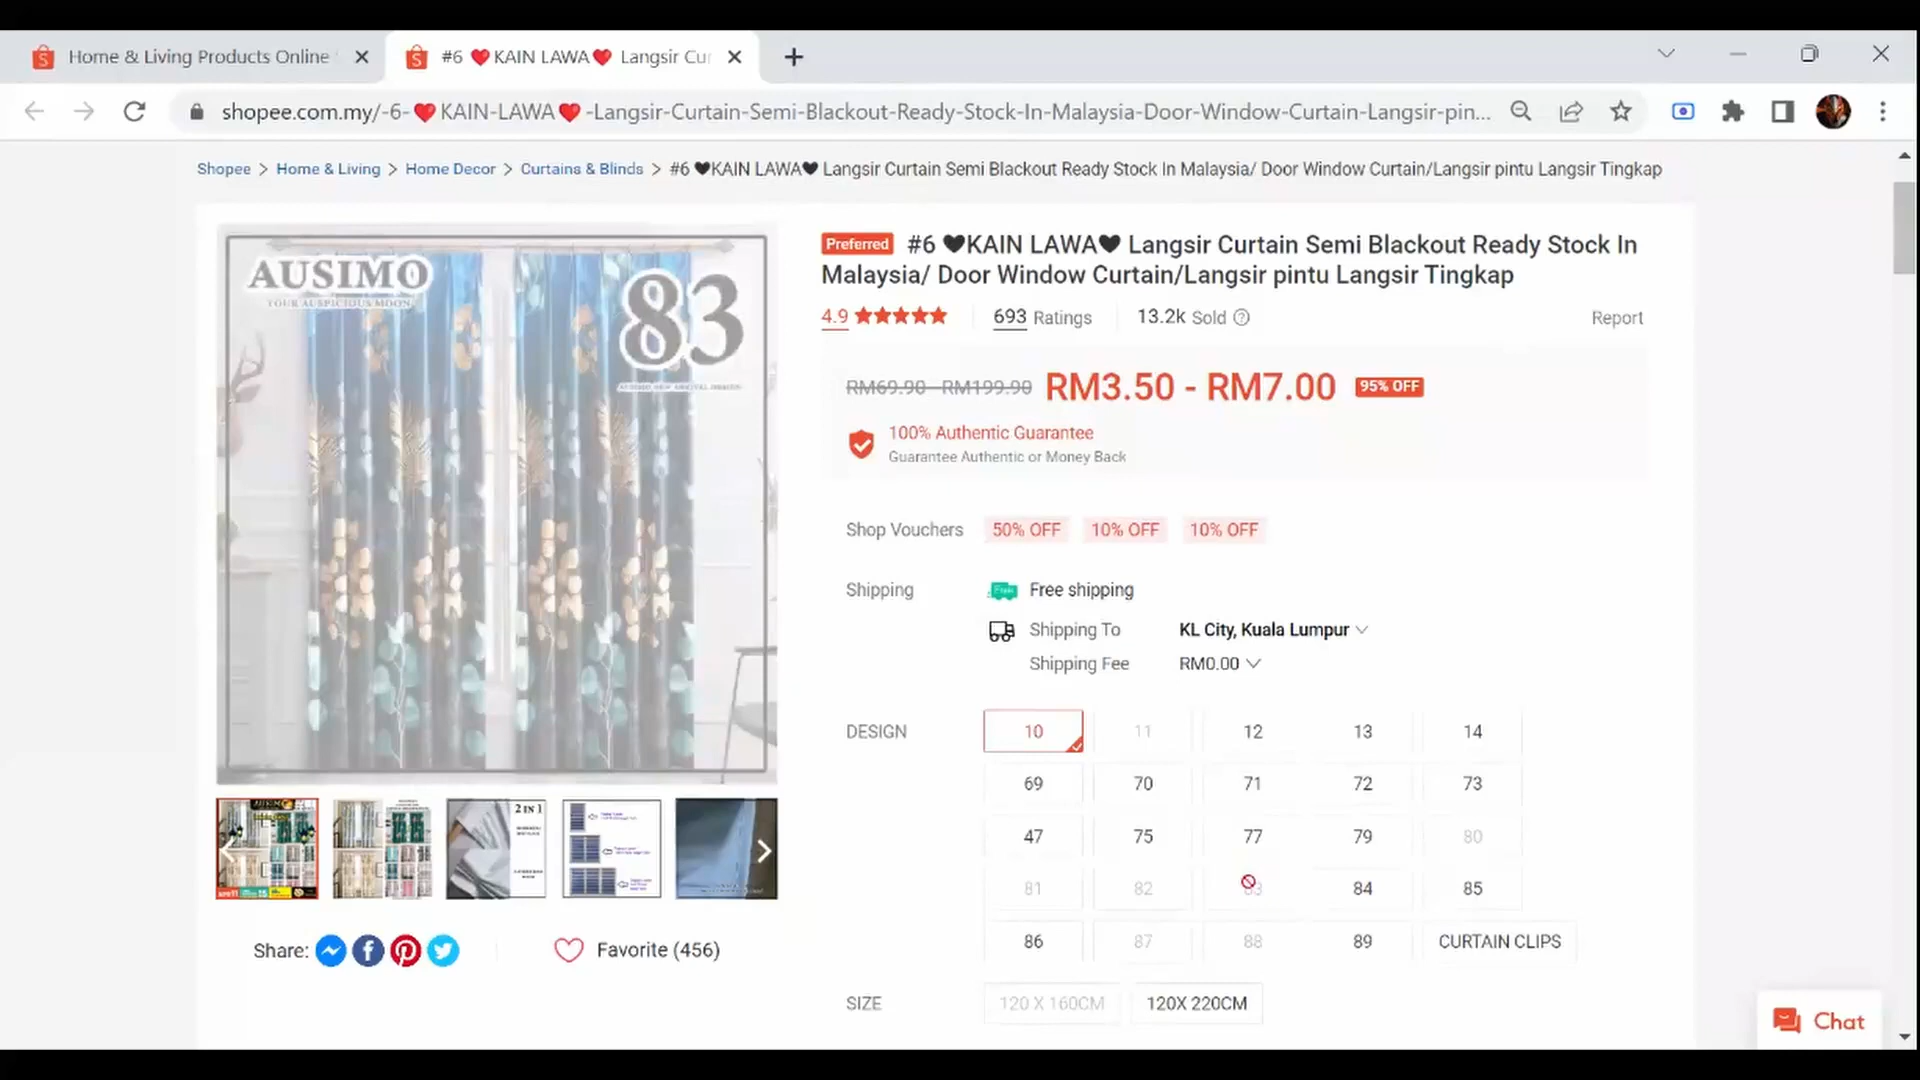 Home & Living Products Online
#6 ❤️KAIN LAWA❤️ Langsir Cur
shopee.com.my/-6-❤️KAIN-LAWA❤️-Langsir-Curtain-Semi-Blackout-Ready-Stock-In-Malaysia-Door-Window-Curtain-Langsir-pin...
Shopee > Home & Living > Home Decor > Curtains & Blinds > #6 ♥KAIN LAWA♥ Langsir Curtain Semi Blackout Ready Stock In Malaysia/ Door Window Curtain/Langsir pintu Langsir Tingkap
AUSIMO
YOUR AUSPICIOUS MOON
83
Preferred #6 ♥KAIN LAWA♥ Langsir Curtain Semi Blackout Ready Stock In
Malaysia/ Door Window Curtain/Langsir pintu Langsir Tingkap
4.9 693 Ratings 13.2k Sold Report
RM69.90 - RM199.90 RM3.50 - RM7.00 95% OFF
100% Authentic Guarantee
Guarantee Authentic or Money Back
Shop Vouchers 50% OFF 10% OFF 10% OFF
Shipping Free shipping
Shipping To KL City, Kuala Lumpur
Shipping Fee RM0.00
DESIGN 10 11 12 13 14
69 70 71 72 73
47 75 77 79 80
81 82 83 84 85
86 87 88 89 CURTAIN CLIPS
SIZE 120 X 160CM 120X 220CM
2 IN 1
Share: Favorite (456)
Chat